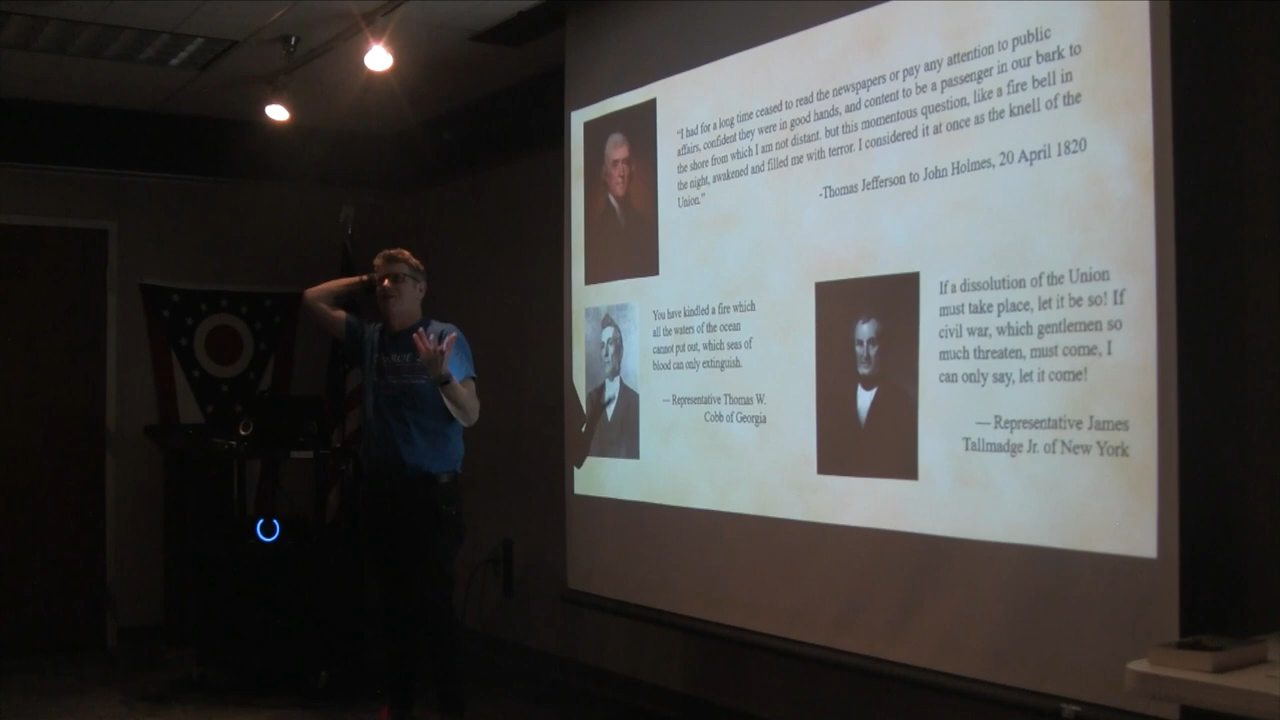 "I had for a long time ceased to read the newspapers or pay any attention to public
affairs, confident they were in good hands, and content to be a passenger in our bark to
the shore from which I am not distant. but this momentous question, like a fire bell in
the night, awakened and filled me with terror. I considered it at once as the knell of the
Union."
-Thomas Jefferson to John Holmes, 20 April 1820
You have kindled a fire which
all the waters of the ocean
cannot put out, which seas of
blood can only extinguish.
— Representative Thomas W.
Cobb of Georgia
If a dissolution of the Union
must take place, let it be so! If
civil war, which gentlemen so
much threaten, must come, I
can only say, let it come!
— Representative James
Tallmadge Jr. of New York